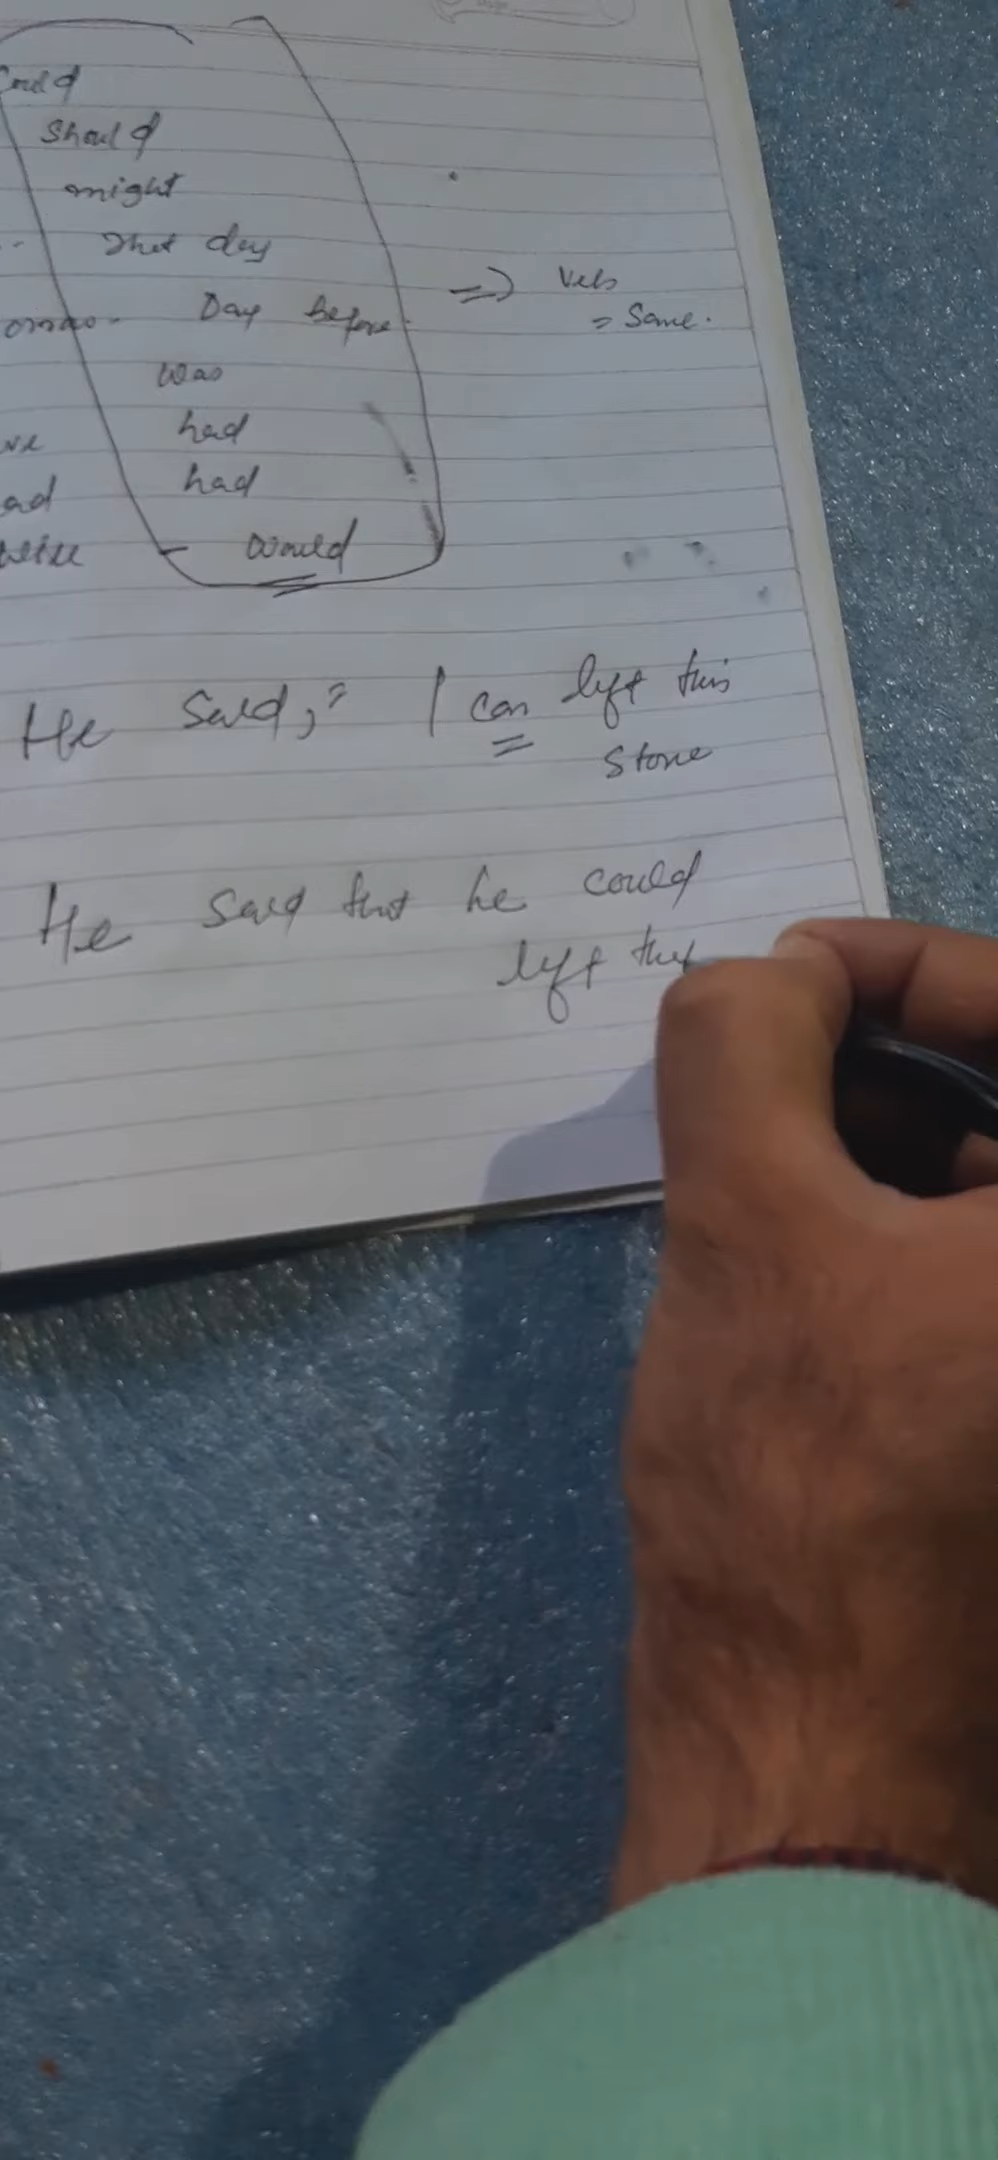 Could
Should
might
That day
Day before
was
had
had
would
=> Veb
= Same.
He said, " I can lift this
stone
He said that he could
lift that